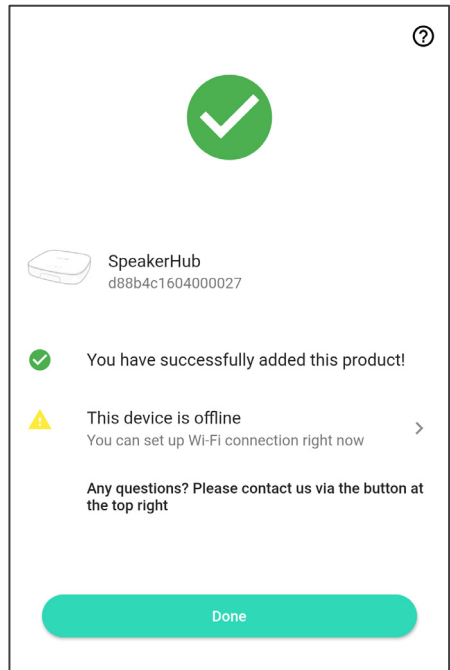 SpeakerHub
d88b4c1604000027
You have successfully added this product!
This device is offline
You can set up Wi-Fi connection right now
Any questions? Please contact us via the button at
the top right
Done